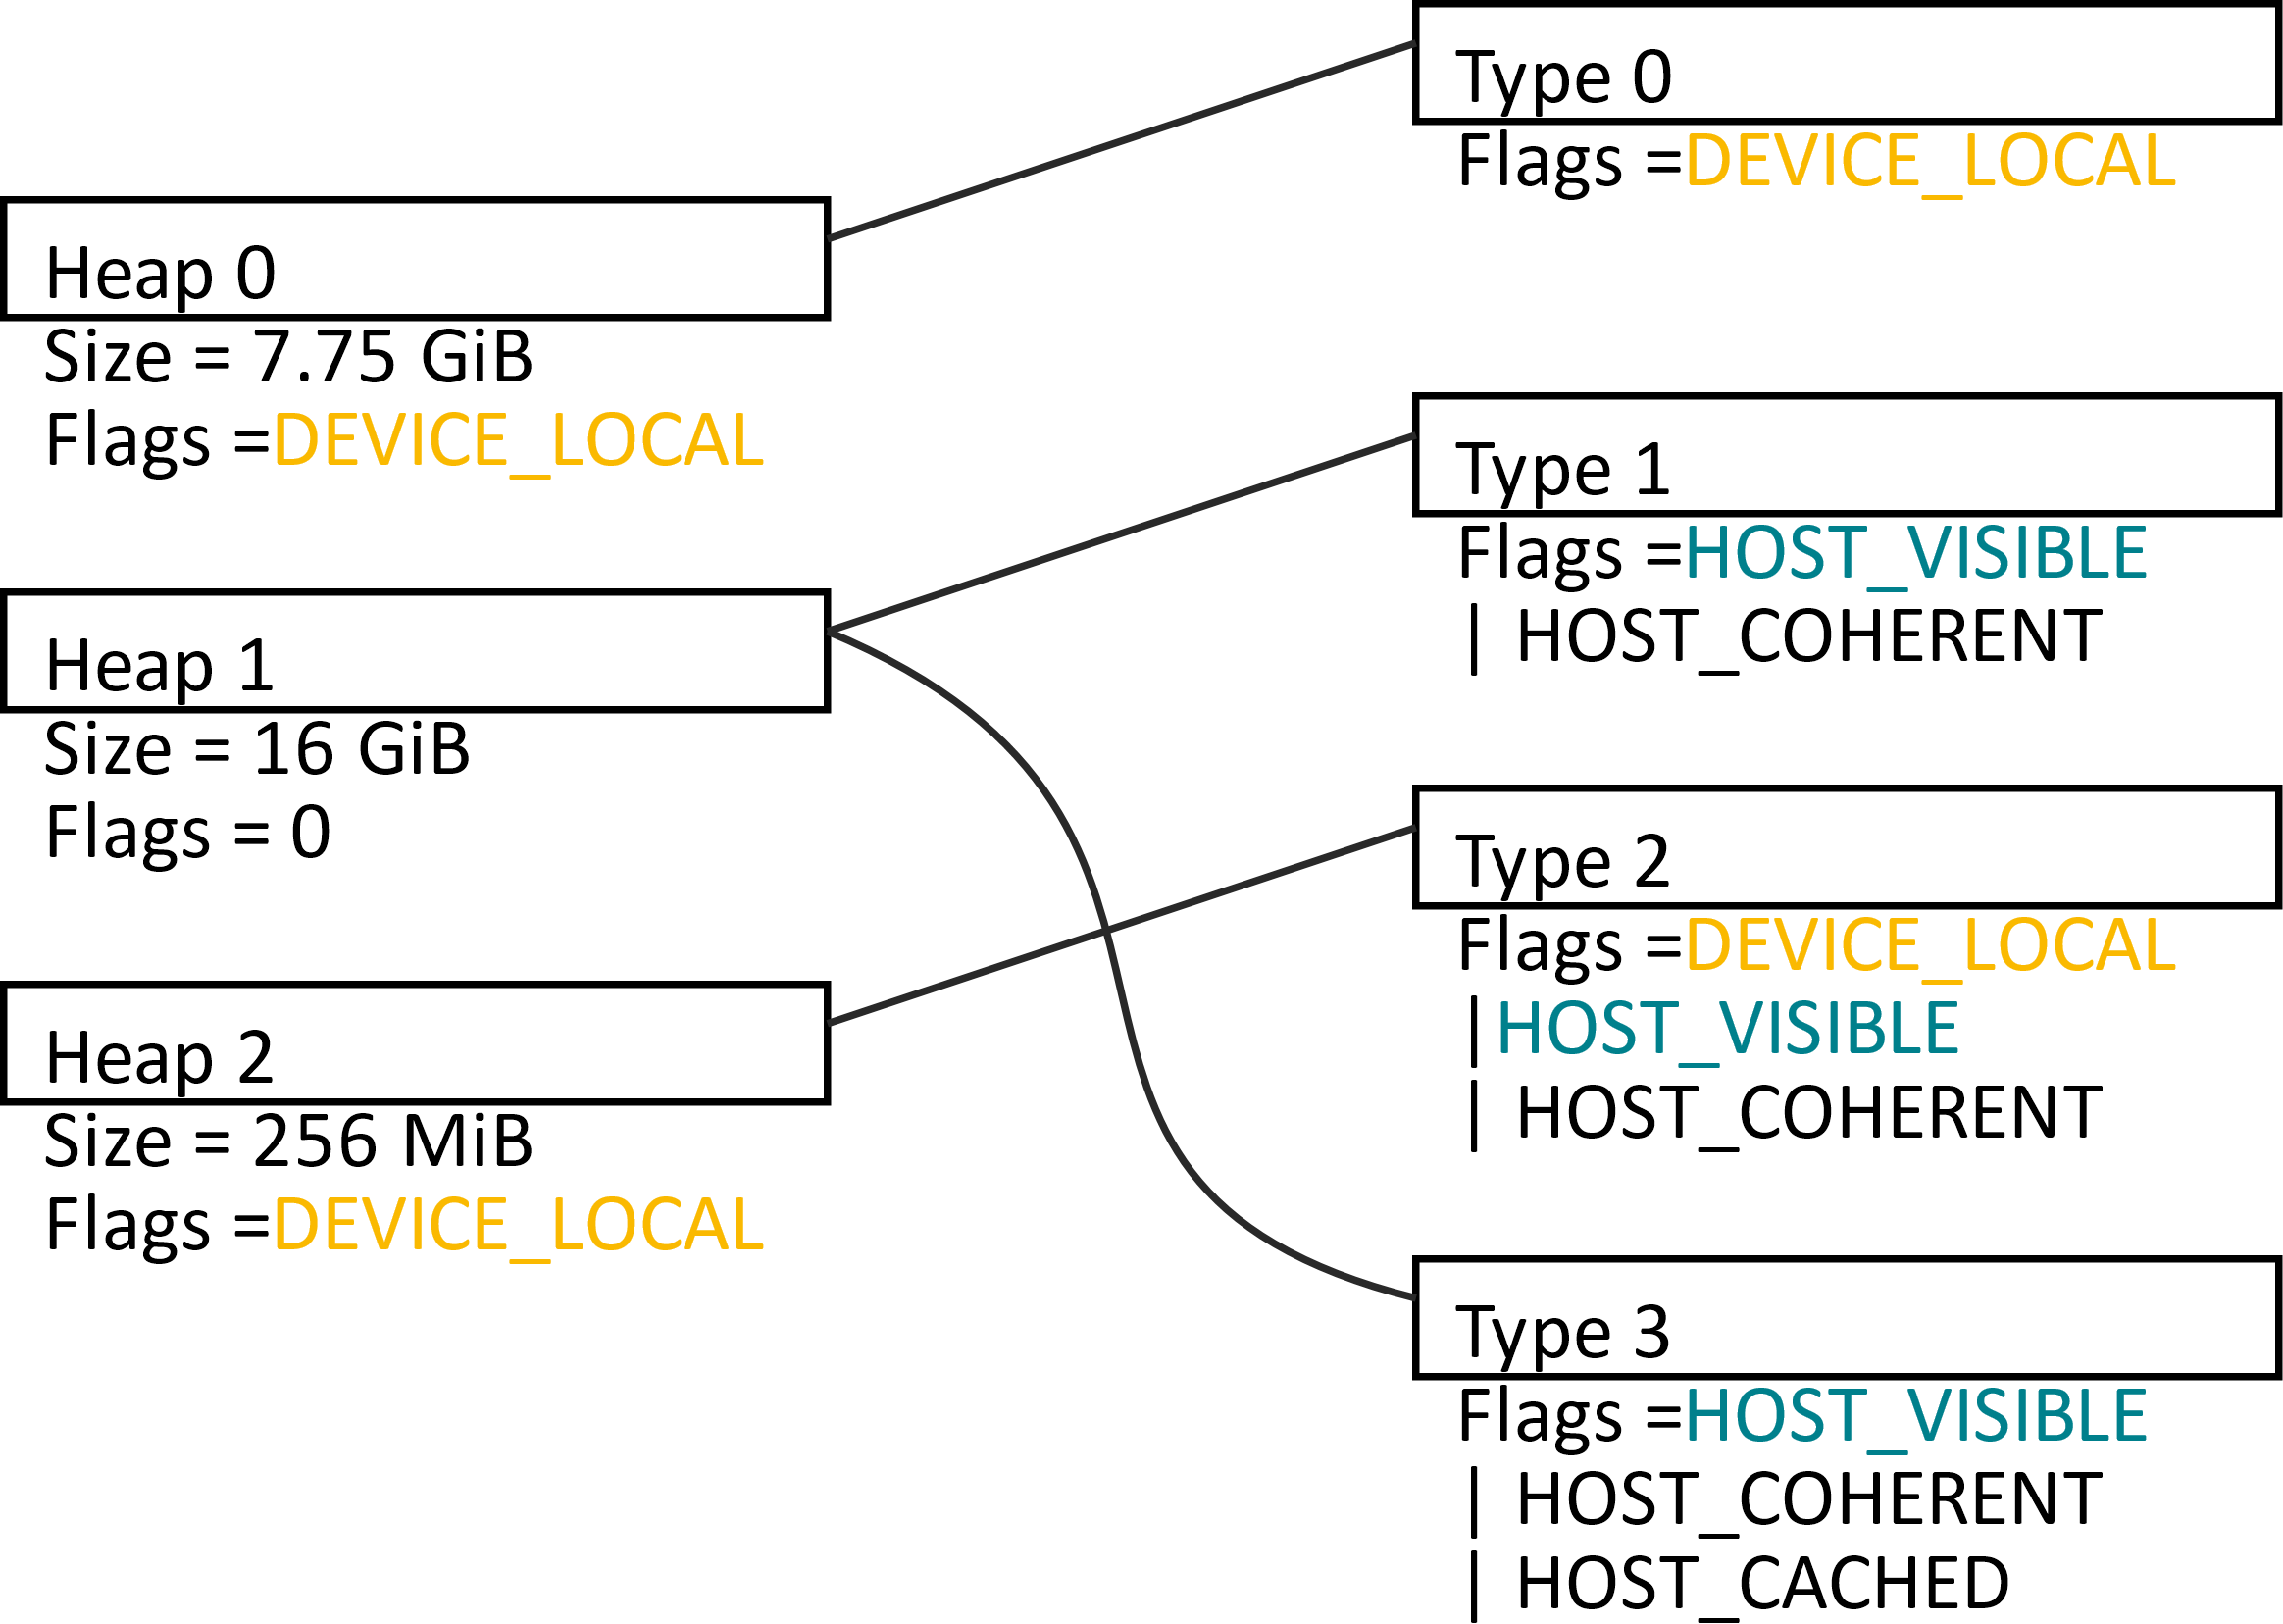 Heap 0
Size = 7.75 GiB
Flags =DEVICE_LOCAL
Heap 1
Size = 16 GiB
Flags = 0
Heap 2
Size = 256 MiB
Flags =DEVICE_LOCAL
Type 0
Flags =DEVICE_LOCAL
Type 1
Flags =HOST_VISIBLE
| HOST_COHERENT
Type 2
Flags =DEVICE_LOCAL
|HOST_VISIBLE
| HOST_COHERENT
Type 3
Flags =HOST_VISIBLE
| HOST_COHERENT
| HOST_CACHED